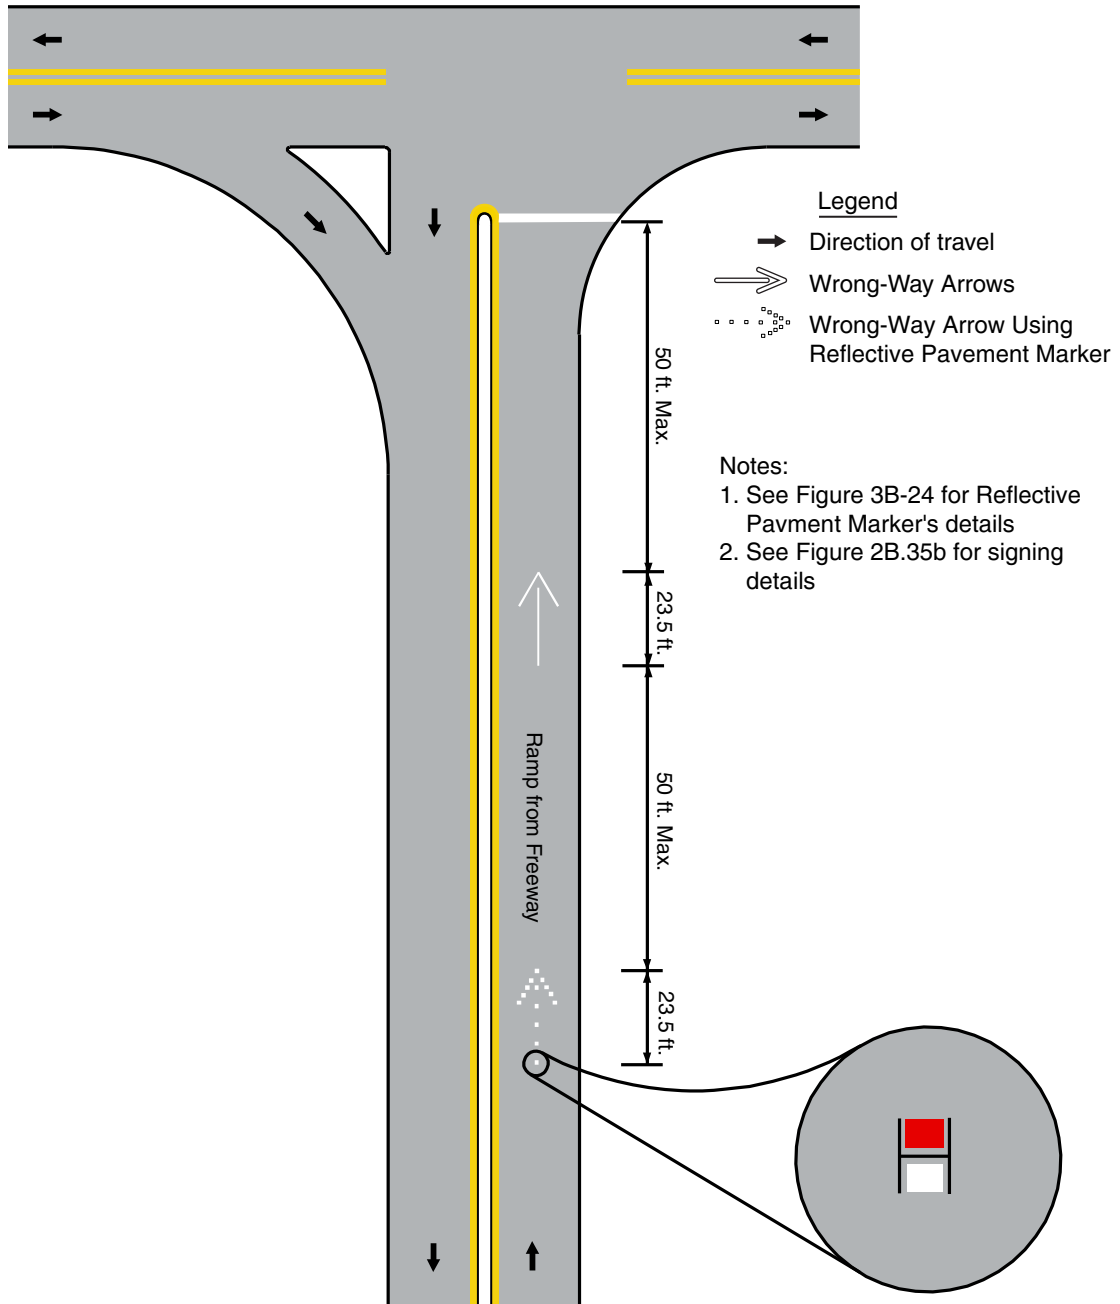 Legend
Direction of travel
Wrong-Way Arrows
Wrong-Way Arrow Using
Reflective Pavement Marker
Notes:
1. See Figure 3B-24 for Reflective
Pavment Marker's details
2. See Figure 2B.35b for signing
details
50 ft. Max.
23.5 ft.
50 ft. Max.
23.5 ft.
Ramp from Freeway